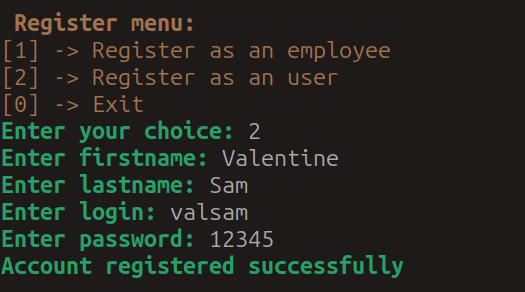 Register menu:
[1] -> Register as an employee
[2] -> Register as an user
[0] -> Exit
Enter your choice: 2
Enter firstname: Valentine
Enter lastname: Sam
Enter login: valsam
Enter password: 12345
Account registered successfully